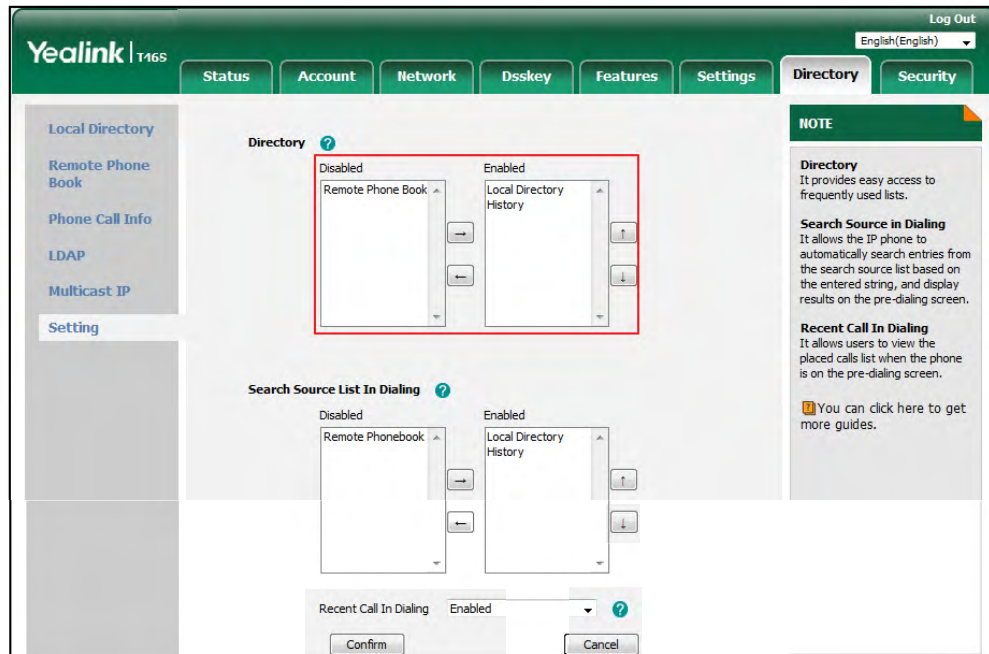 Log Out
English(English)
Yealink | T46S
Status
Account
Network
Dsskey
Features
Settings
Directory
Security
Local Directory
Remote Phone
Book
Phone Call Info
LDAP
Multicast IP
Setting
Directory ?
Disabled
Enabled
Remote Phone Book
Local Directory
History
→
←
↑
↓
Search Source List In Dialing ?
Disabled
Enabled
Remote Phonebook
Local Directory
History
→
←
↑
↓
Recent Call In Dialing Enabled ?
Confirm
Cancel
NOTE
Directory
It provides easy access to
frequently used lists.
Search Source in Dialing
It allows the IP phone to
automatically search entries from
the search source list based on
the entered string, and display
results on the pre-dialing screen.
Recent Call In Dialing
It allows users to view the
placed calls list when the phone
is on the pre-dialing screen.
? You can click here to get
more guides.